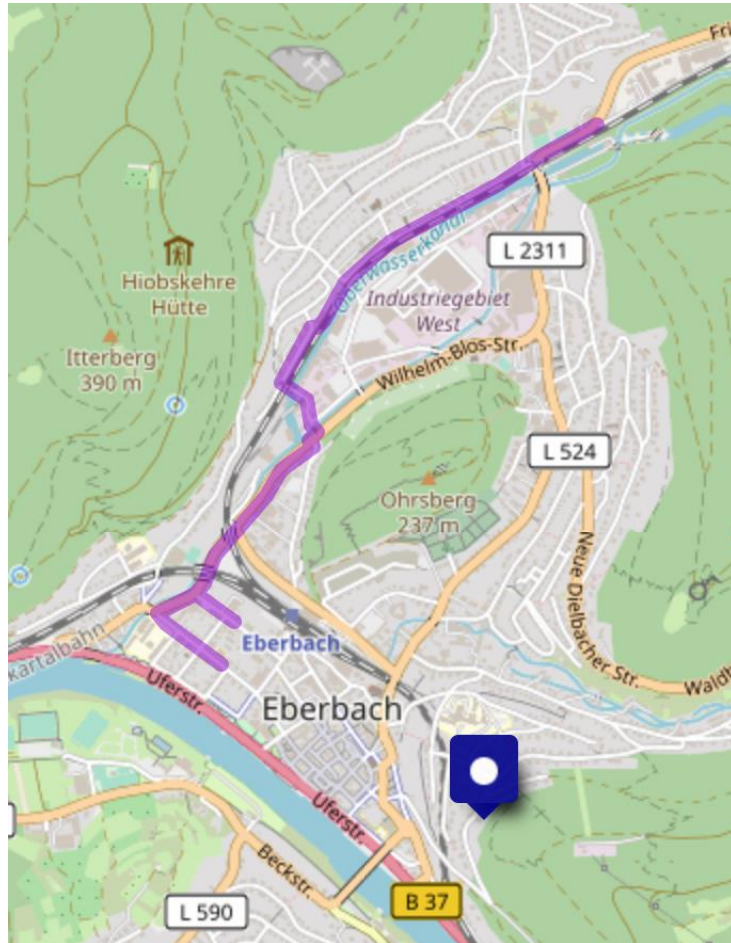 Fri
L 2311
Oberwasserkanal
Hiobskehre
Hütte
Industriegebiet
West
Itterberg
390 m
Wilhelm-Blos-Str.
L 524
Ohrsberg
237 m
Neue Dielbacher Str.
Eberbach
kartalbahn
Uferstr.
Waldh
Eberbach
Uferstr.
Beckstr.
L 590
B 37